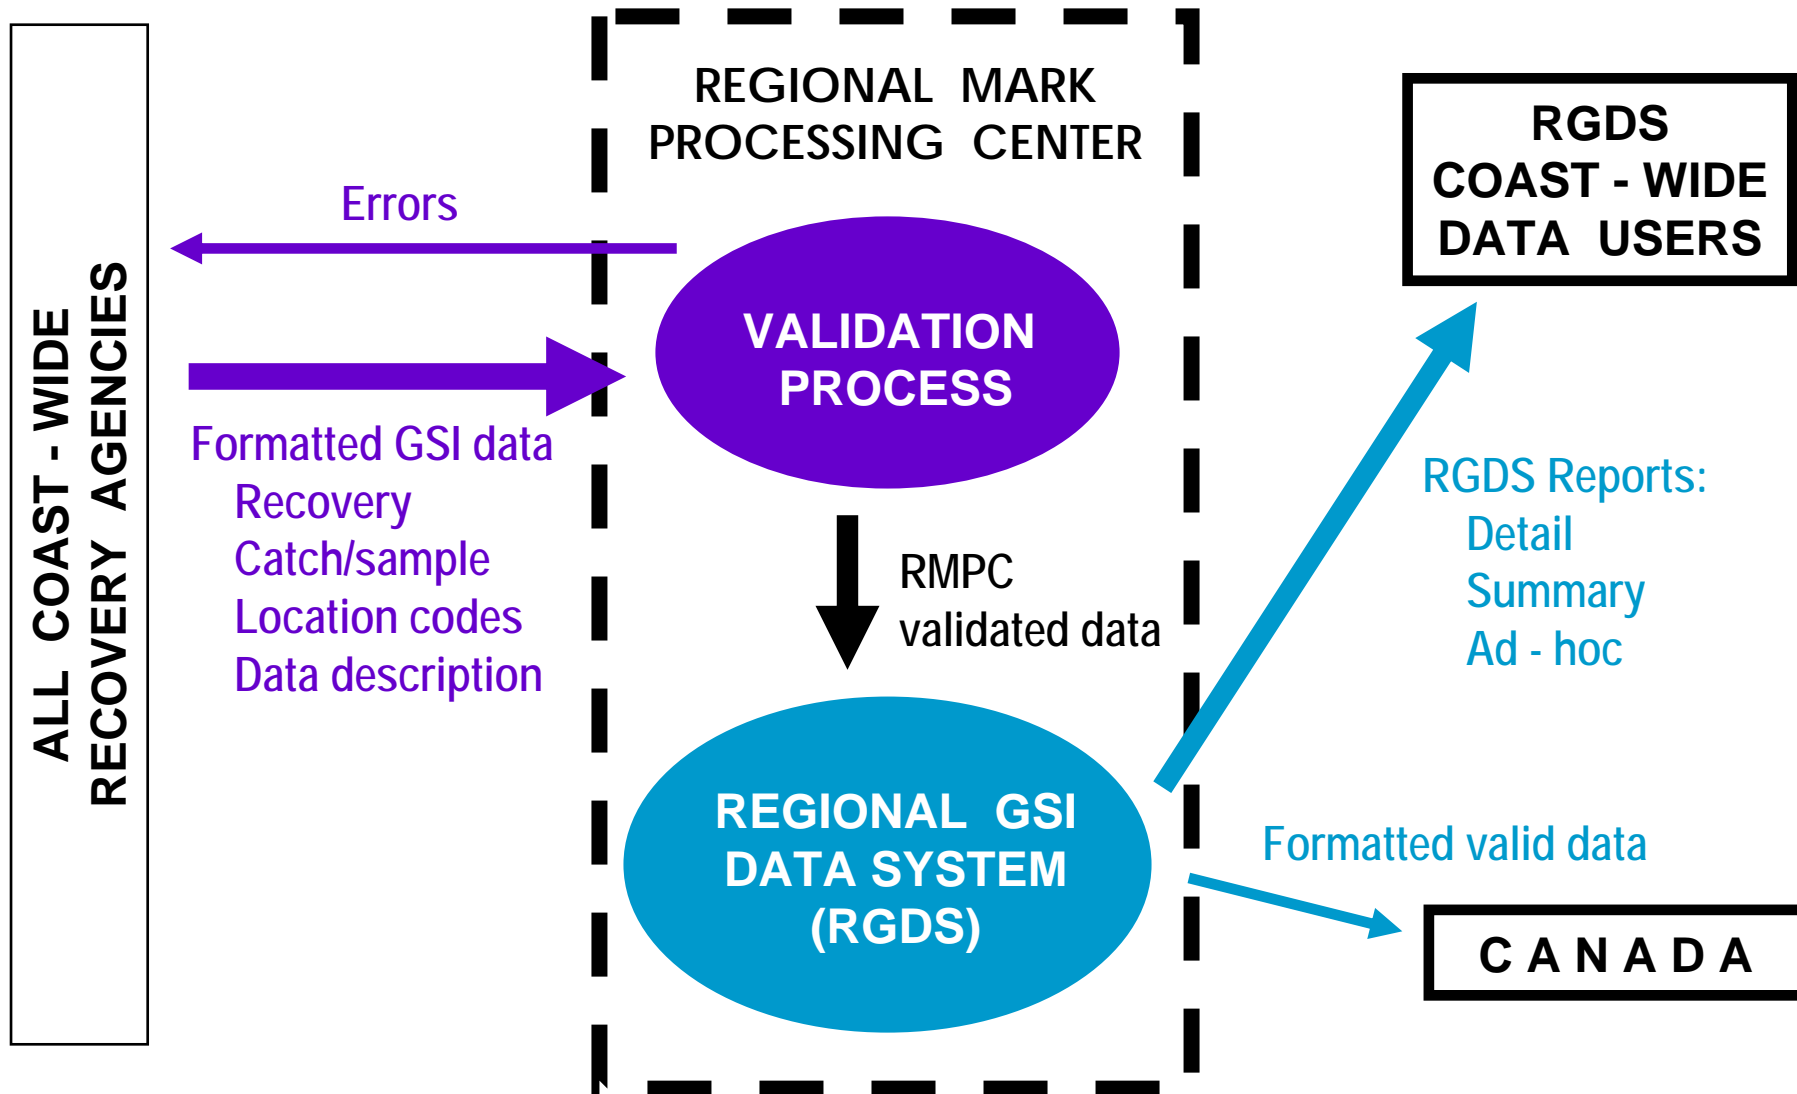 ALL COAST - WIDE
RECOVERY AGENCIES
Errors
Formatted GSI data
Recovery
Catch/sample
Location codes
Data description
REGIONAL MARK
PROCESSING CENTER
VALIDATION
PROCESS
RMPC
validated data
REGIONAL GSI
DATA SYSTEM
(RGDS)
RGDS
COAST - WIDE
DATA USERS
RGDS Reports:
Detail
Summary
Ad - hoc
Formatted valid data
C A N A D A